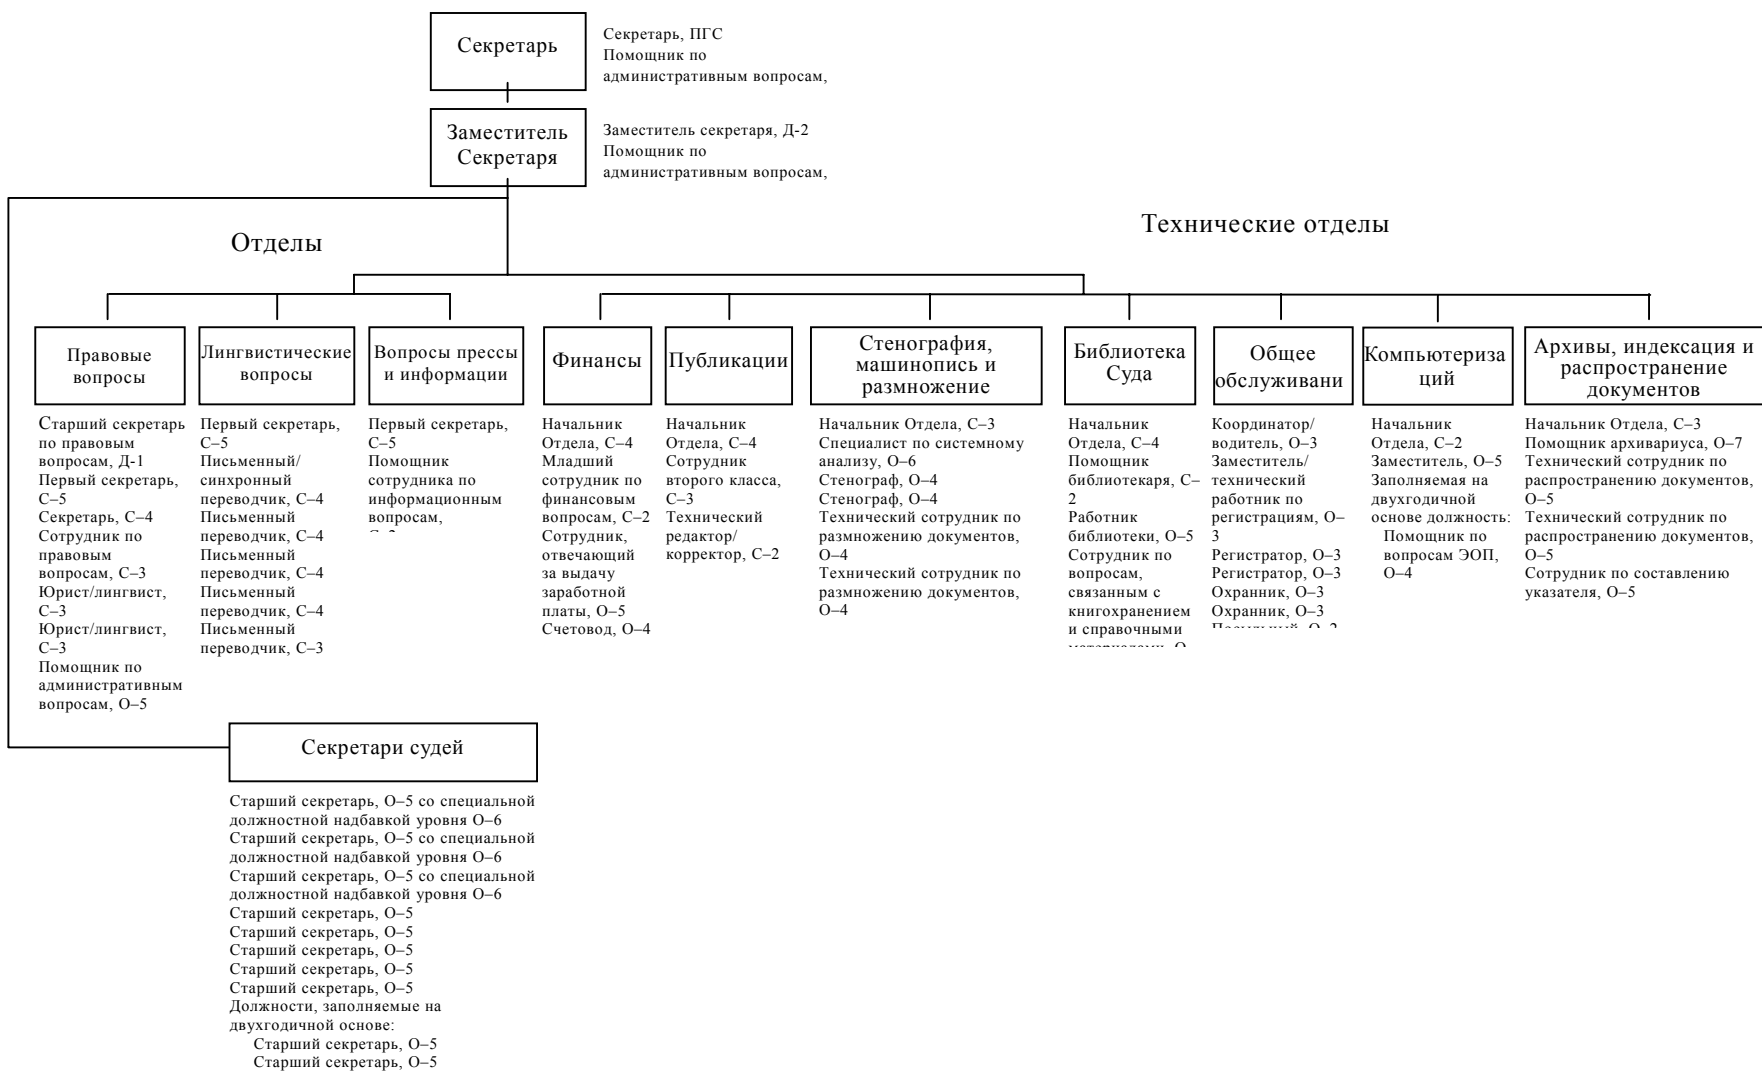 Секретарь
Секретарь, ПГС
Помощник по
административным вопросам,
Заместитель
Секретаря
Заместитель секретаря, Д-2
Помощник по
административным вопросам,
Отделы
Технические отделы
Правовые
вопросы
Старший секретарь
по правовым
вопросам, Д-1
Первый секретарь,
С–5
Секретарь, С–4
Сотрудник по
правовым
вопросам, С–3
Юрист/лингвист,
С–3
Юрист/лингвист,
С–3
Помощник по
административным
вопросам, О–5
Лингвистические
вопросы
Первый секретарь,
С–5
Письменный/
синхронный
переводчик, С–4
Письменный
переводчик, С–4
Письменный
переводчик, С–4
Письменный
переводчик, С–4
Письменный
переводчик, С–3
Вопросы прессы
и информации
Первый секретарь,
С–5
Помощник
сотрудника по
информационным
вопросам,
Финансы
Начальник
Отдела, С–4
Младший
сотрудник по
финансовым
вопросам, С–2
Сотрудник,
отвечающий
за выдачу
заработной
платы, О–5
Счетовод, О–4
Публикации
Начальник
Отдела, С–4
Сотрудник
второго класса,
С–3
Технический
редактор/
корректор, С–2
Стенография,
машинопись и
размножение
Начальник Отдела, С–3
Специалист по системному
анализу, О–6
Стенограф, О–4
Стенограф, О–4
Технический сотрудник по
размножению документов,
О–4
Технический сотрудник по
размножению документов,
О–4
Библиотека
Суда
Начальник
Отдела, С–4
Помощник
библиотекаря, С–
2
Работник
библиотеки, О–5
Сотрудник по
вопросам,
связанным с
книгохранением
и справочными
Общее
обслуживани
Координатор/
водитель, О–3
Заместитель/
технический
работник по
регистрациям, О–
3
Регистратор, О–3
Регистратор, О–3
Охранник, О–3
Охранник, О–3
Компьютериза
ций
Начальник
Отдела, С–2
Заместитель, О–5
Заполняемая на
двухгодичной
основе должность:
Помощник по
вопросам ЭОП,
О–4
Архивы, индексация и
распространение
документов
Начальник Отдела, С–3
Помощник архивариуса, О–7
Технический сотрудник по
распространению документов,
О–5
Технический сотрудник по
распространению документов,
О–5
Сотрудник по составлению
указателя, О–5
Секретари судей
Старший секретарь, О–5 со специальной
должностной надбавкой уровня О–6
Старший секретарь, О–5 со специальной
должностной надбавкой уровня О–6
Старший секретарь, О–5 со специальной
должностной надбавкой уровня О–6
Старший секретарь, О–5
Старший секретарь, О–5
Старший секретарь, О–5
Старший секретарь, О–5
Старший секретарь, О–5
Должности, заполняемые на
двухгодичной основе:
Старший секретарь, О–5
Старший секретарь, О–5